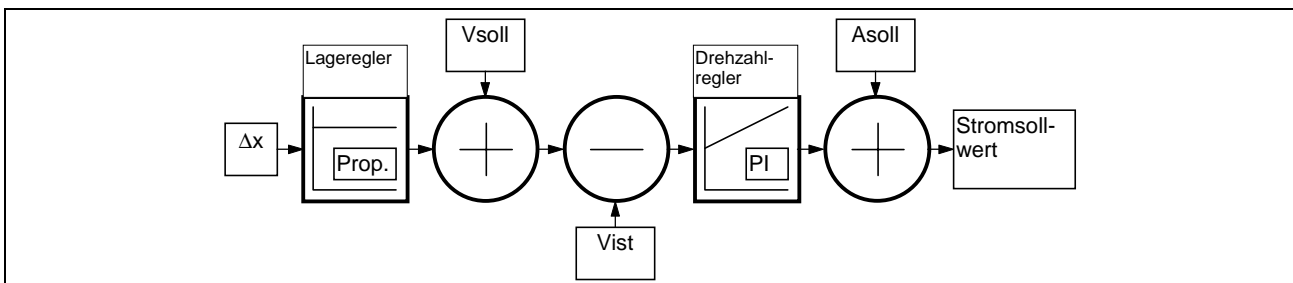 Vsoll
Asoll
Lageregler
Drehzahl-
regler
Δx
Prop.
PI
Stromsoll-
wert
Vist